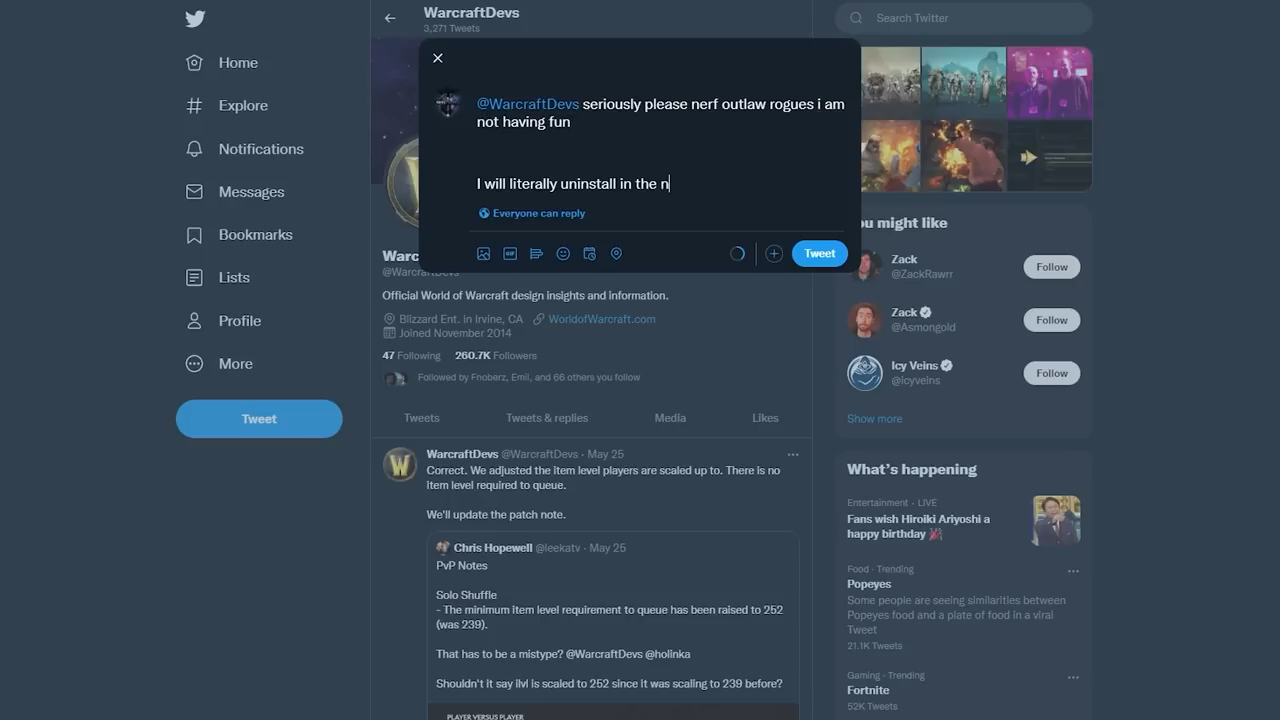 WarcraftDevs
3,271 Tweets
Search Twitter
Home
Explore
Notifications
Messages
Bookmarks
Lists
Profile
More
Tweet
@WarcraftDevs seriously please nerf outlaw rogues i am
not having fun
I will literally uninstall in the n
Everyone can reply
GIF
Tweet
Warc
@WarcraftDe
Official World of Warcraft design insights and information.
Blizzard Ent. in Irvine, CA WorldofWarcraft.com
Joined November 2014
47 Following 260.7K Followers
Followed by Fnoberz, Emil, and 66 others you follow
Tweets Tweets & replies Media Likes
WarcraftDevs @WarcraftDevs · May 25
Correct. We adjusted the item level players are scaled up to. There is no
item level required to queue.
We'll update the patch note.
Chris Hopewell @leekatv · May 25
PvP Notes
Solo Shuffle
- The minimum item level requirement to queue has been raised to 252
(was 239).
That has to be a mistype? @WarcraftDevs @holinka
Shouldn't it say ilvl is scaled to 252 since it was scaling to 239 before?
PLAYER VERSUS PLAYER
You might like
Zack
@ZackRawrr
Follow
Zack
@Asmongold
Follow
Icy Veins
@icyveins
Follow
Show more
What's happening
Entertainment · LIVE
Fans wish Hiroiki Ariyoshi a
happy birthday
Food · Trending
Popeyes
Some people are seeing similarities between
Popeyes food and a plate of food in a viral
Tweet
21.1K Tweets
Gaming · Trending
Fortnite
52K Tweets